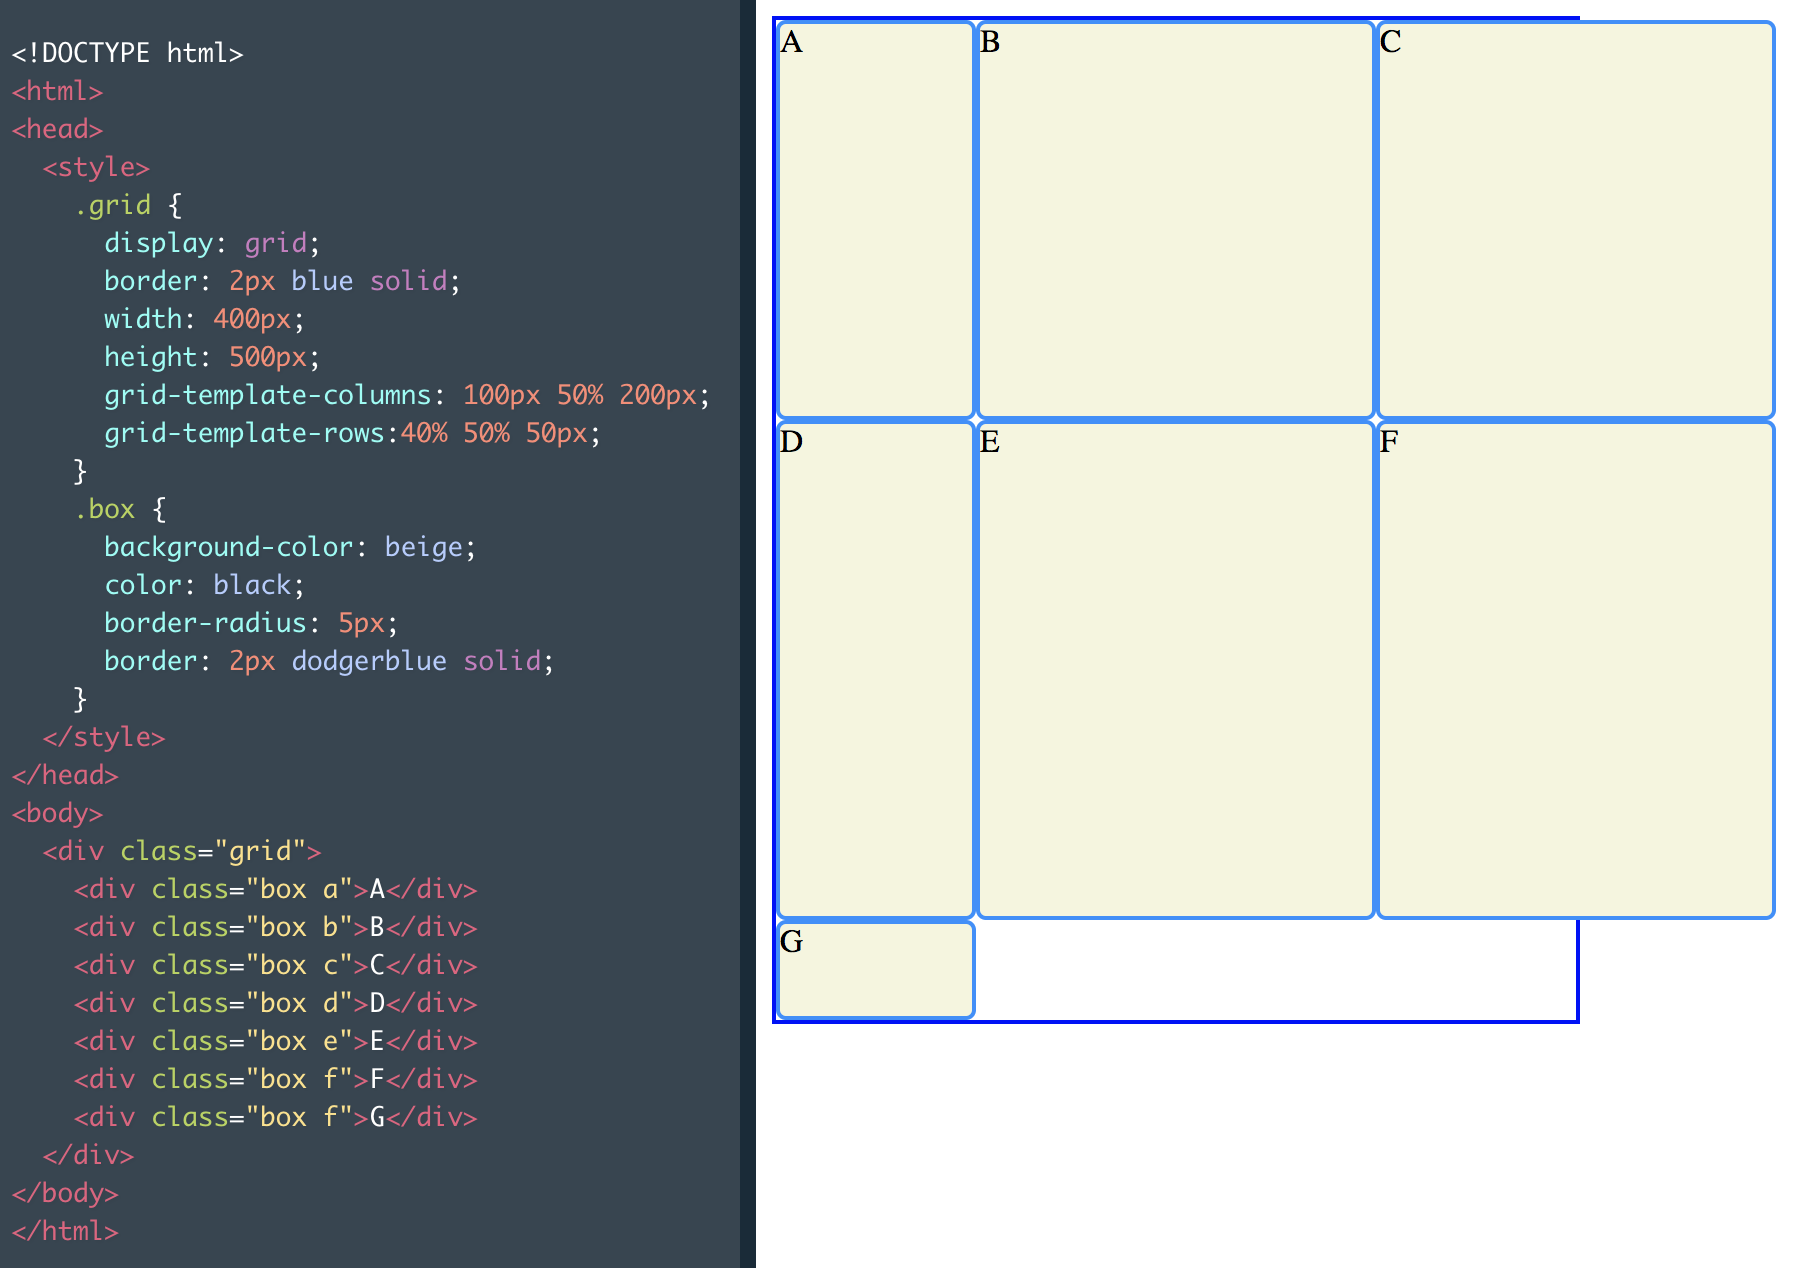 <!DOCTYPE html>
<html>
<head>
  <style>
    .grid {
      display: grid;
      border: 2px blue solid;
      width: 400px;
      height: 500px;
      grid-template-columns: 100px 50% 200px;
      grid-template-rows:40% 50% 50px;
    }
    .box {
      background-color: beige;
      color: black;
      border-radius: 5px;
      border: 2px dodgerblue solid;
    }
  </style>
</head>
<body>
  <div class="grid">
    <div class="box a">A</div>
    <div class="box b">B</div>
    <div class="box c">C</div>
    <div class="box d">D</div>
    <div class="box e">E</div>
    <div class="box f">F</div>
    <div class="box f">G</div>
  </div>
</body>
</html>
A B C
D E F
G